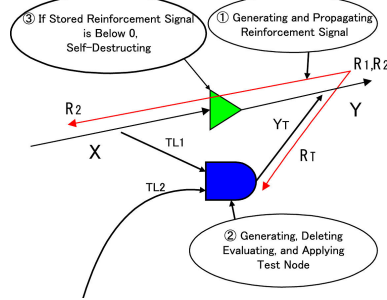 ③ If Stored Reinforcement Signal
is Below 0,
Self-Destructing
① Generating and Propagating
Reinforcement Signal
R1,R2
R2
Y
YT
X
TL1
RT
TL2
② Generating, Deleting
Evaluating, and Applying
Test Node